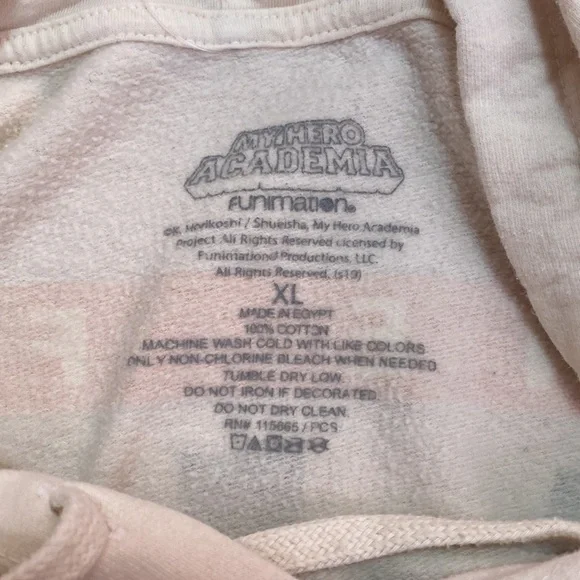 MY HERO
ACADEMIA
FUNIMATION®
©K. Horikoshi / Shueisha, My Hero Academia
Project All Rights Reserved Licensed by
Funimation® Productions, LLC.
All Rights Reserved. (s19)
XL
MADE IN EGYPT
100% COTTON
MACHINE WASH COLD WITH LIKE COLORS
ONLY NON-CHLORINE BLEACH WHEN NEEDED
TUMBLE DRY LOW.
DO NOT IRON IF DECORATED.
DO NOT DRY CLEAN.
RN# 115665 / PCS